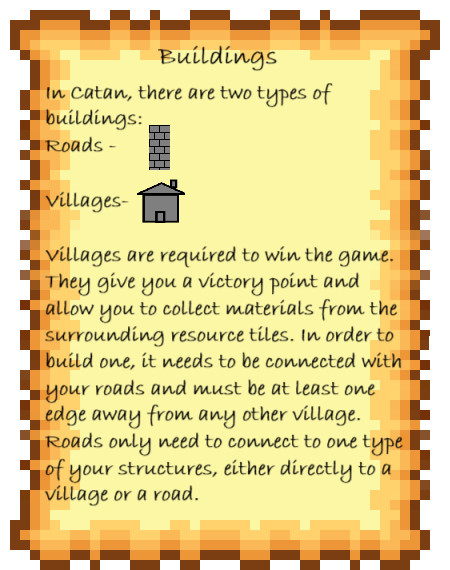 Buildings
In Catan, there are two types of
buildings:
Roads -
Villages-
Villages are required to win the game.
They give you a victory point and
allow you to collect materials from the
surrounding resource tiles. In order to
build one, it needs to be connected with
your roads and must be at least one
edge away from any other village.
Roads only need to connect to one type
of your structures, either directly to a
village or a road.